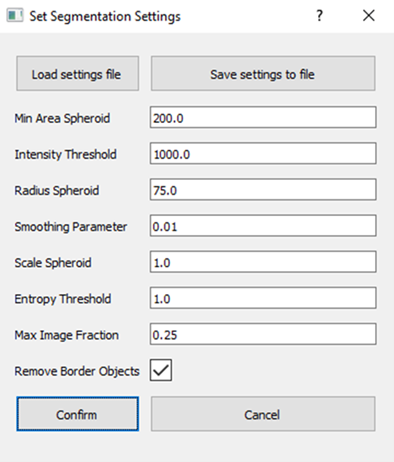 Set Segmentation Settings ?
Load settings file Save settings to file
Min Area Spheroid 200.0
Intensity Threshold 1000.0
Radius Spheroid 75.0
Smoothing Parameter 0.01
Scale Spheroid 1.0
Entropy Threshold 1.0
Max Image Fraction 0.25
Remove Border Objects
Confirm Cancel